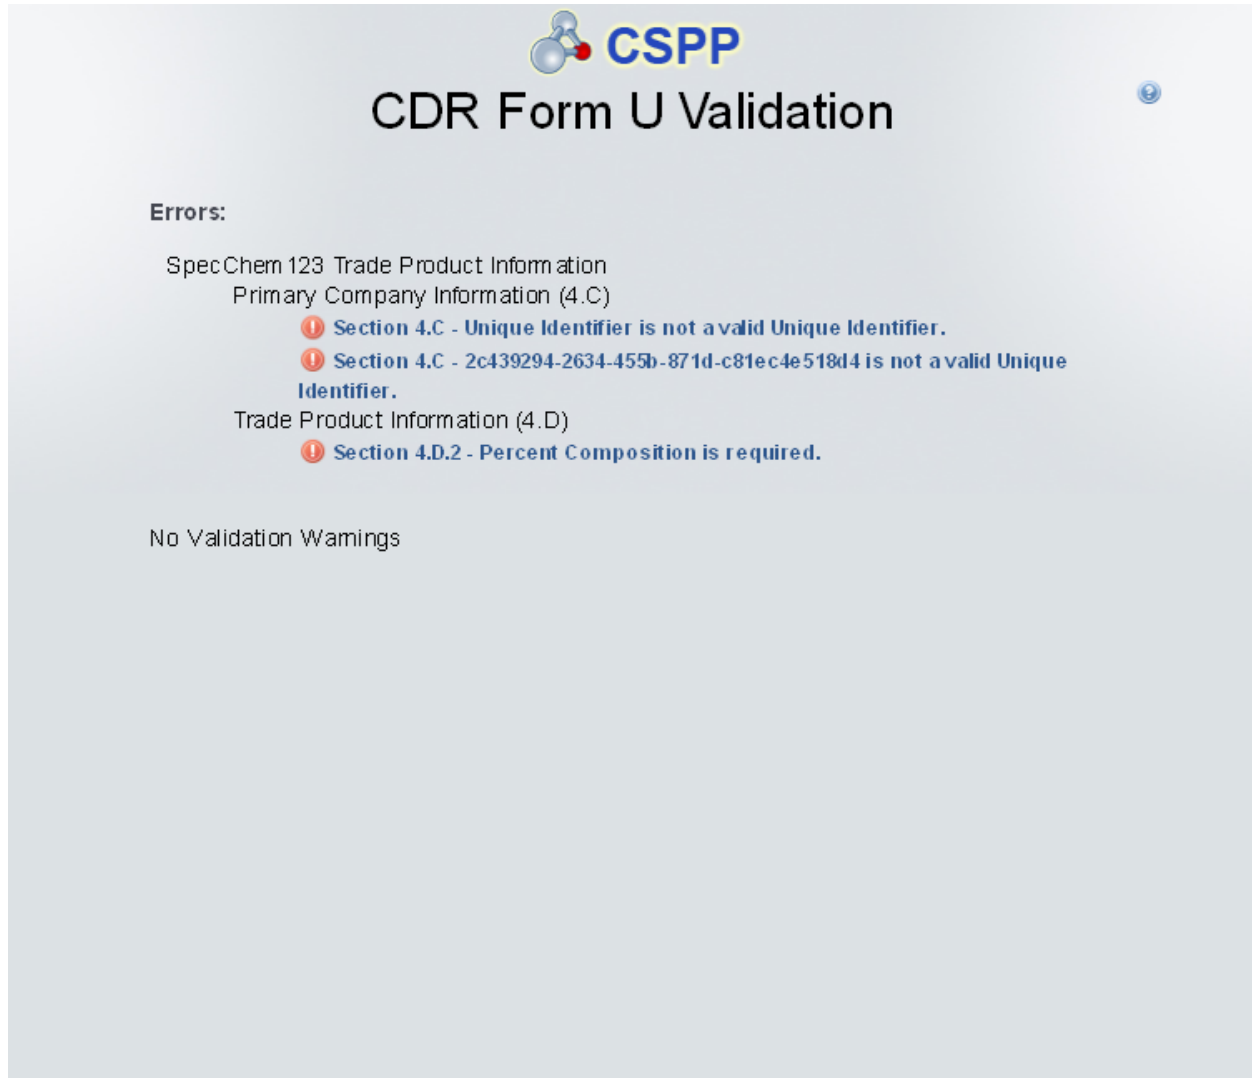 CSPP
CDR Form U Validation
Errors:
SpecChem123 Trade Product Information
Primary Company Information (4.C)
Section 4.C - Unique Identifier is not a valid Unique Identifier.
Section 4.C - 2c439294-2634-455b-871d-c81ec4e518d4 is not a valid Unique
Identifier.
Trade Product Information (4.D)
Section 4.D.2 - Percent Composition is required.
No Validation Warnings